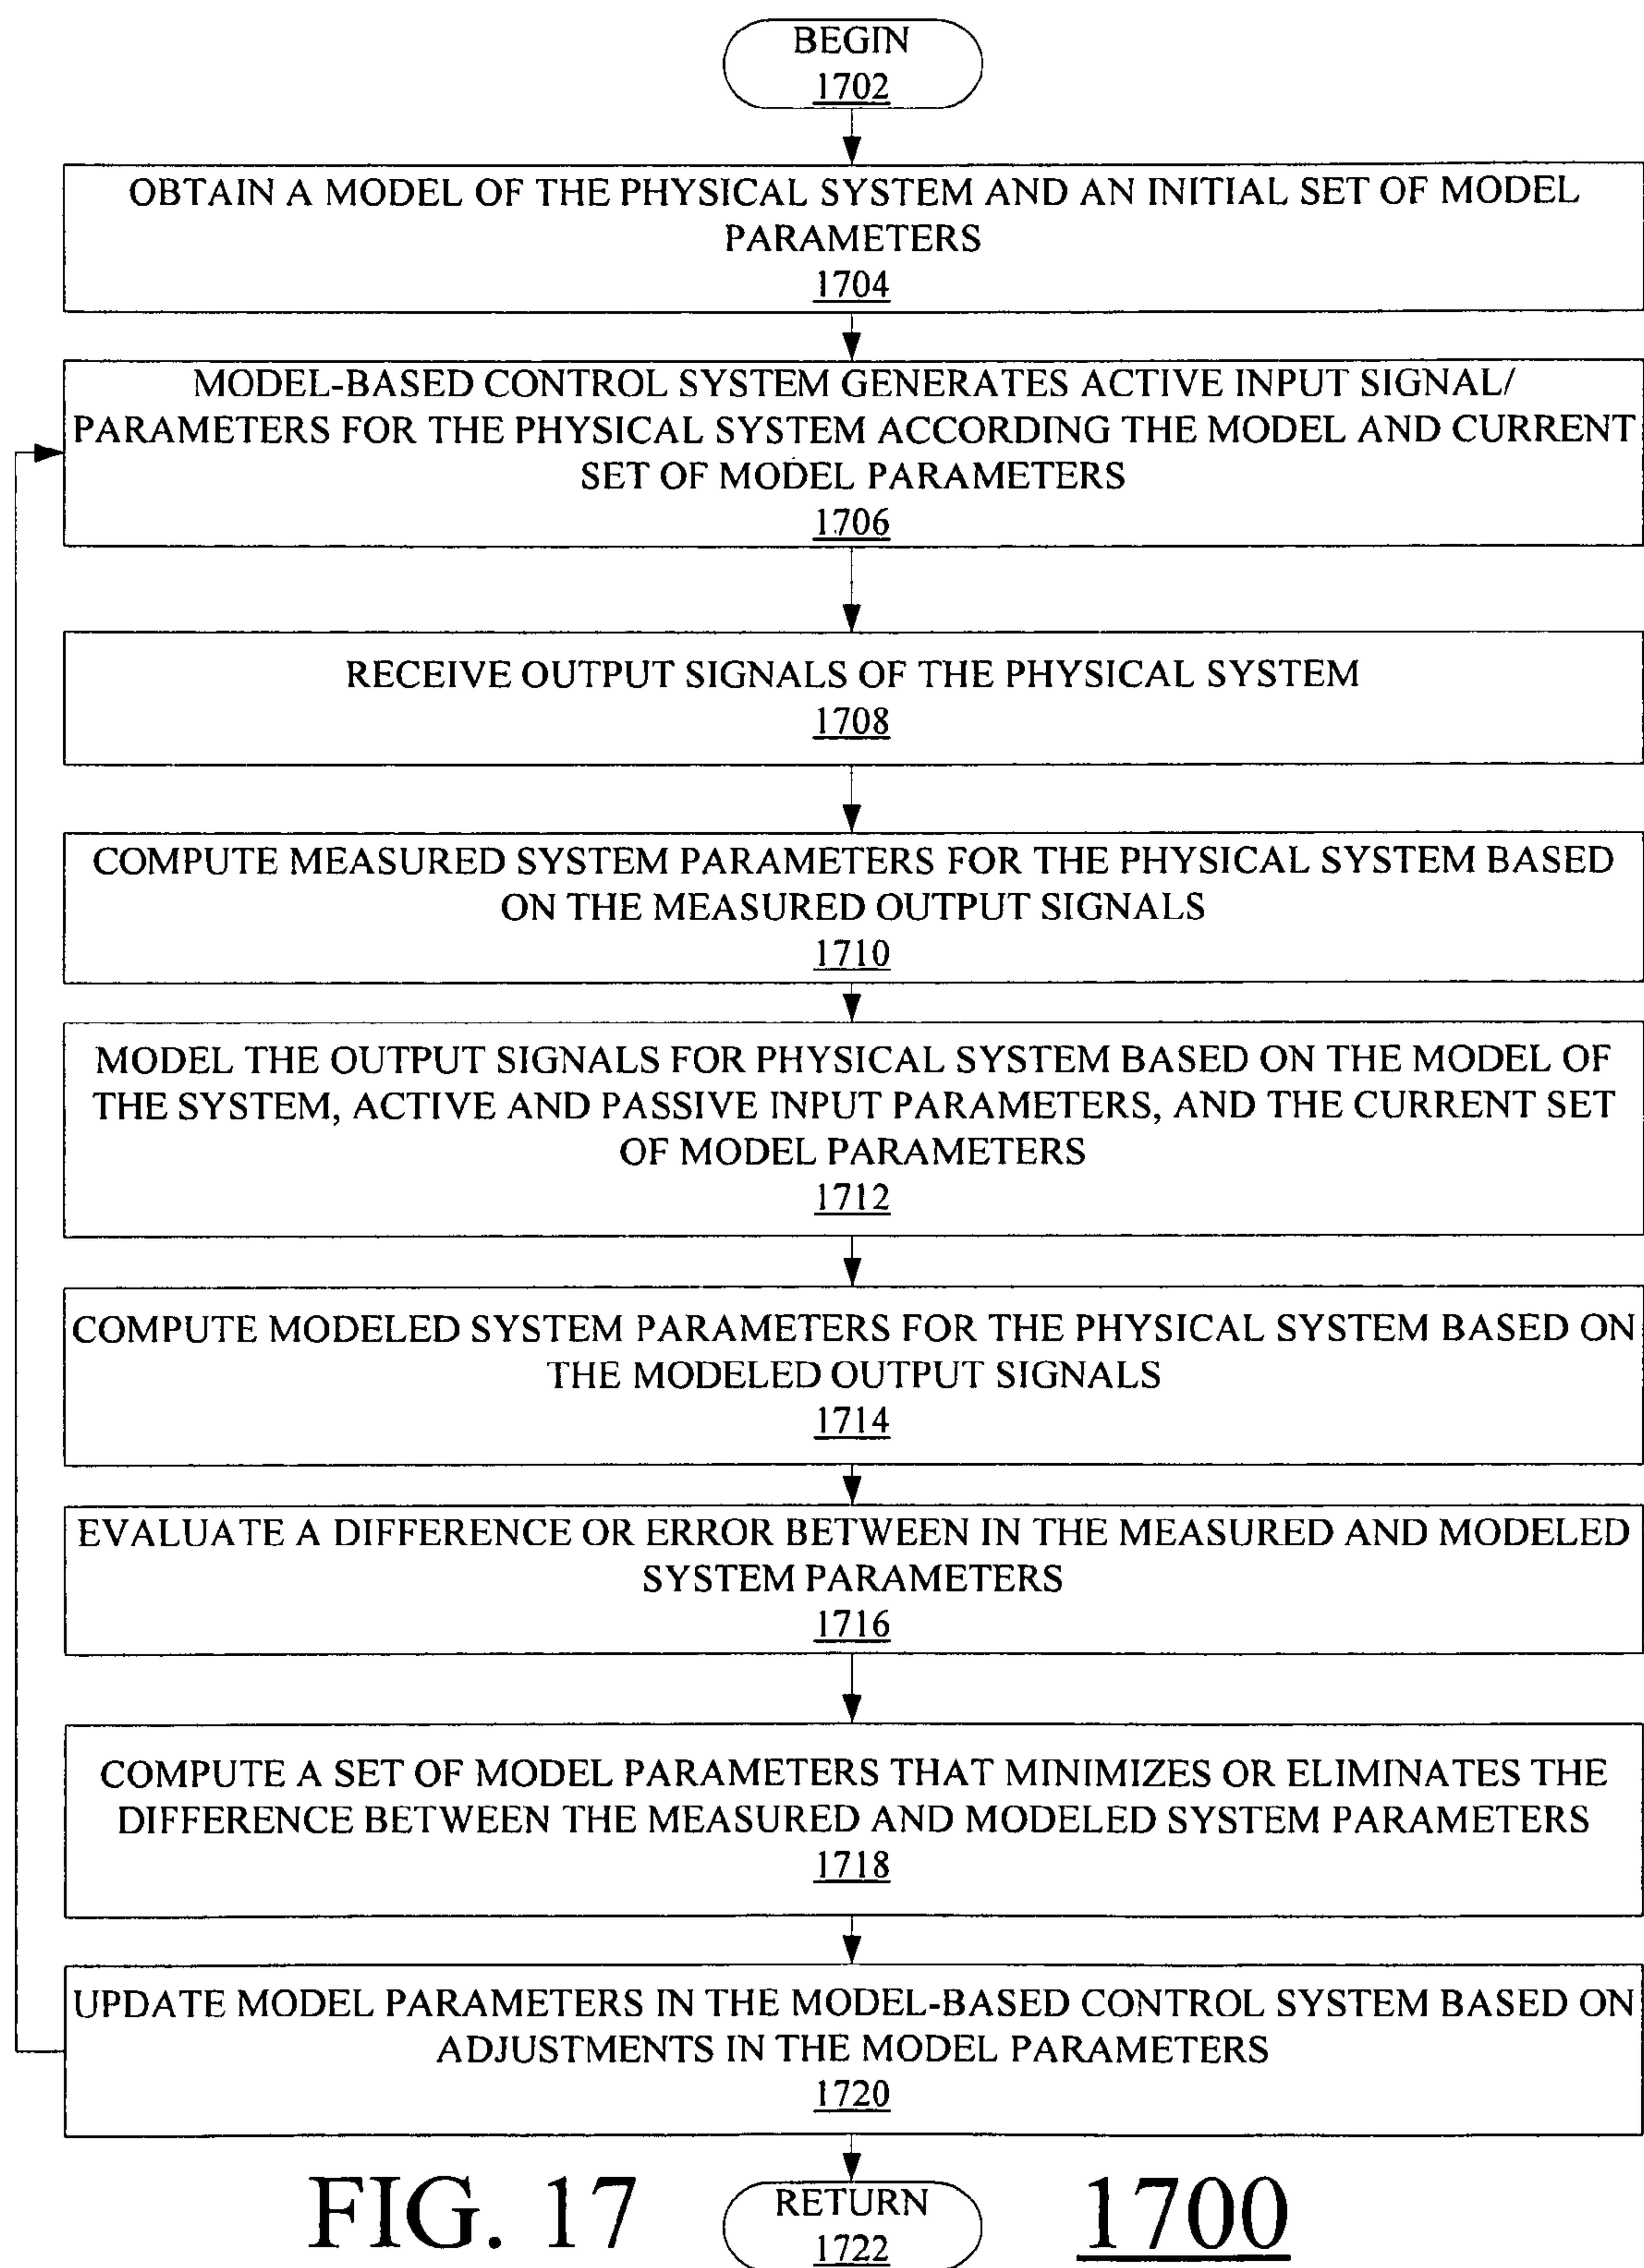 BEGIN
1702
OBTAIN A MODEL OF THE PHYSICAL SYSTEM AND AN INITIAL SET OF MODEL
PARAMETERS
1704
MODEL-BASED CONTROL SYSTEM GENERATES ACTIVE INPUT SIGNAL/
PARAMETERS FOR THE PHYSICAL SYSTEM ACCORDING THE MODEL AND CURRENT
SET OF MODEL PARAMETERS
1706
RECEIVE OUTPUT SIGNALS OF THE PHYSICAL SYSTEM
1708
COMPUTE MEASURED SYSTEM PARAMETERS FOR THE PHYSICAL SYSTEM BASED
ON THE MEASURED OUTPUT SIGNALS
1710
MODEL THE OUTPUT SIGNALS FOR PHYSICAL SYSTEM BASED ON THE MODEL OF
THE SYSTEM, ACTIVE AND PASSIVE INPUT PARAMETERS, AND THE CURRENT SET
OF MODEL PARAMETERS
1712
COMPUTE MODELED SYSTEM PARAMETERS FOR THE PHYSICAL SYSTEM BASED ON
THE MODELED OUTPUT SIGNALS
1714
EVALUATE A DIFFERENCE OR ERROR BETWEEN IN THE MEASURED AND MODELED
SYSTEM PARAMETERS
1716
COMPUTE A SET OF MODEL PARAMETERS THAT MINIMIZES OR ELIMINATES THE
DIFFERENCE BETWEEN THE MEASURED AND MODELED SYSTEM PARAMETERS
1718
UPDATE MODEL PARAMETERS IN THE MODEL-BASED CONTROL SYSTEM BASED ON
ADJUSTMENTS IN THE MODEL PARAMETERS
1720
RETURN
1722
FIG. 17
1700